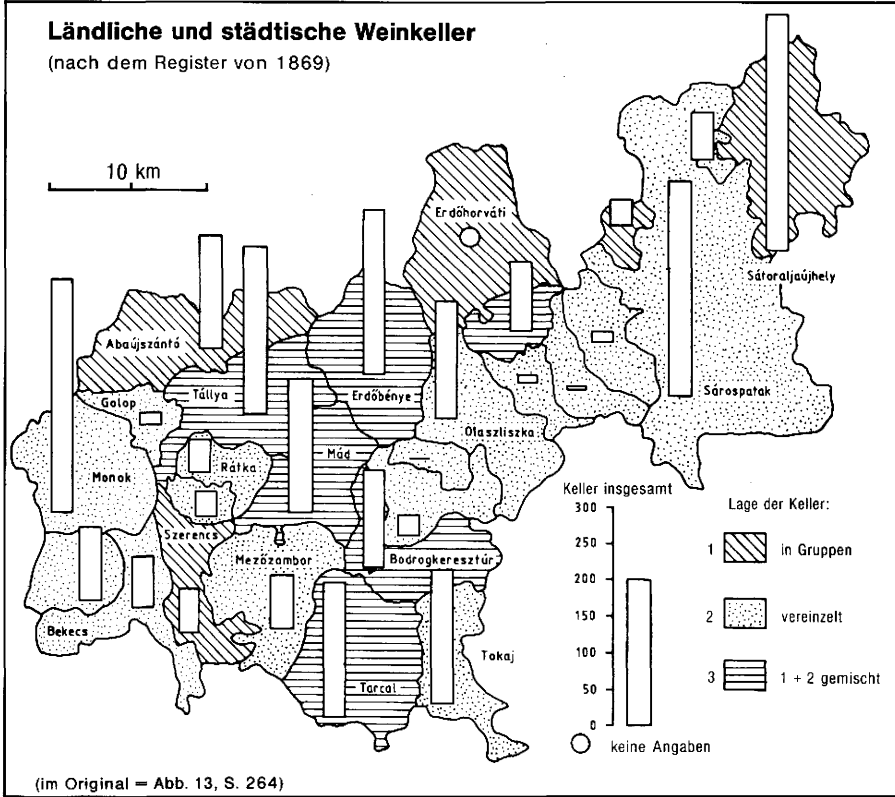 Ländliche und städtische Weinkeller
(nach dem Register von 1869)
10 km
Erdőhorváti
Sátoraljaújhely
Abaújszántó
Golop
Tállya
Erdőbénye
Sárospatak
Olaszliszka
Monok
Rátka
Mád
Szerencs
Mezőzambor
Bodrogkeresztúr
Bekecs
Tokaj
Tarcal
Keller insgesamt
300
250
200
150
100
50
0
Lage der Keller:
1 in Gruppen
2 vereinzelt
3 1 + 2 gemischt
keine Angaben
(im Original = Abb. 13, S. 264)